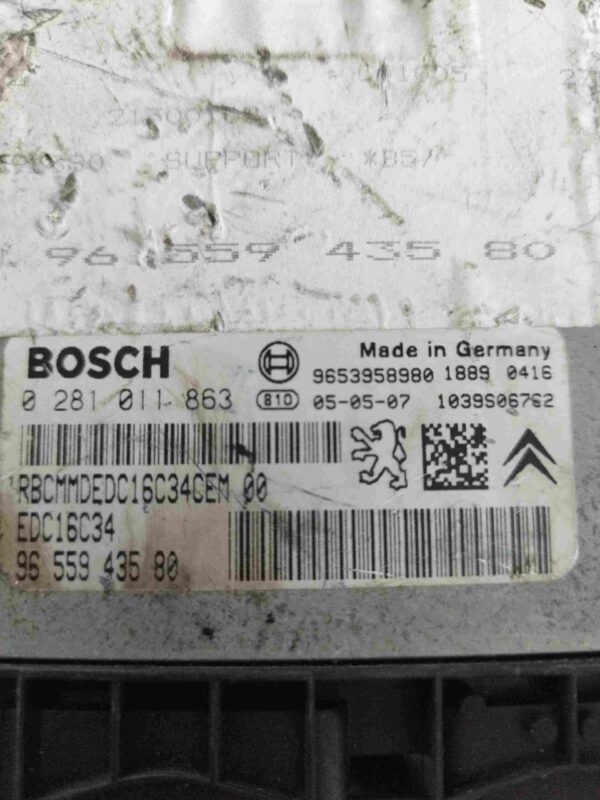 SUPPORT *B57
96 559 435 80
BOSCH
Made in Germany
9653958980 1889 0416
0 281 011 863
810 05-05-07 1039S06762
RBCMMDEDC16C34CEM 00
EDC16C34
96 559 435 80